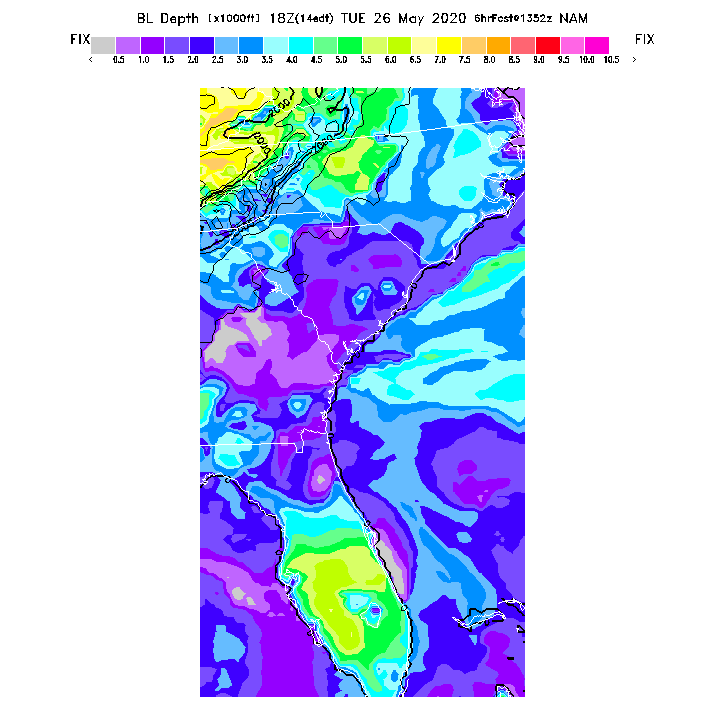 BL Depth [x1000ft] 18Z(14edt) TUE 26 May 2020 6hrFcst@1352z NAM
FIX FIX
< 0.5 1.0 1.5 2.0 2.5 3.0 3.5 4.0 4.5 5.0 5.5 6.0 6.5 7.0 7.5 8.0 8.5 9.0 9.5 10.0 10.5 >
2000
2000